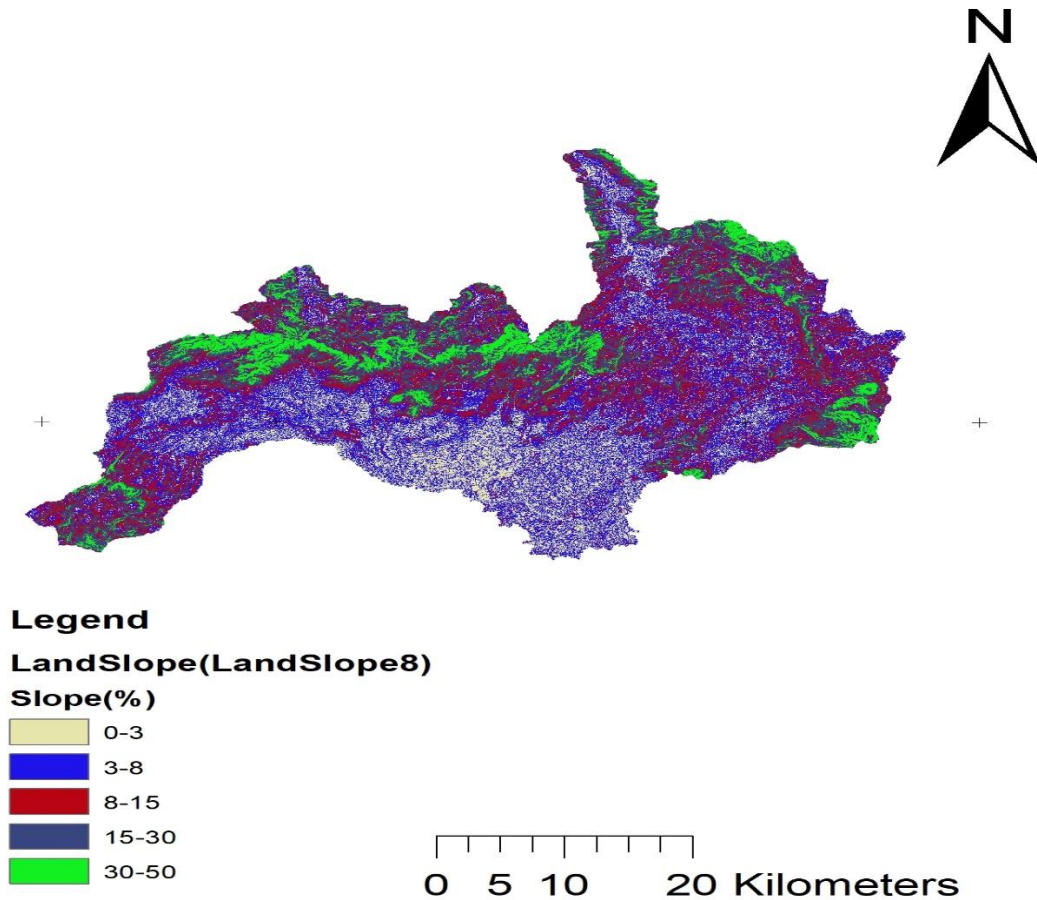 N
Legend
LandSlope(LandSlope8)
Slope(%)
0-3
3-8
8-15
15-30
30-50
0 5 10 20 Kilometers